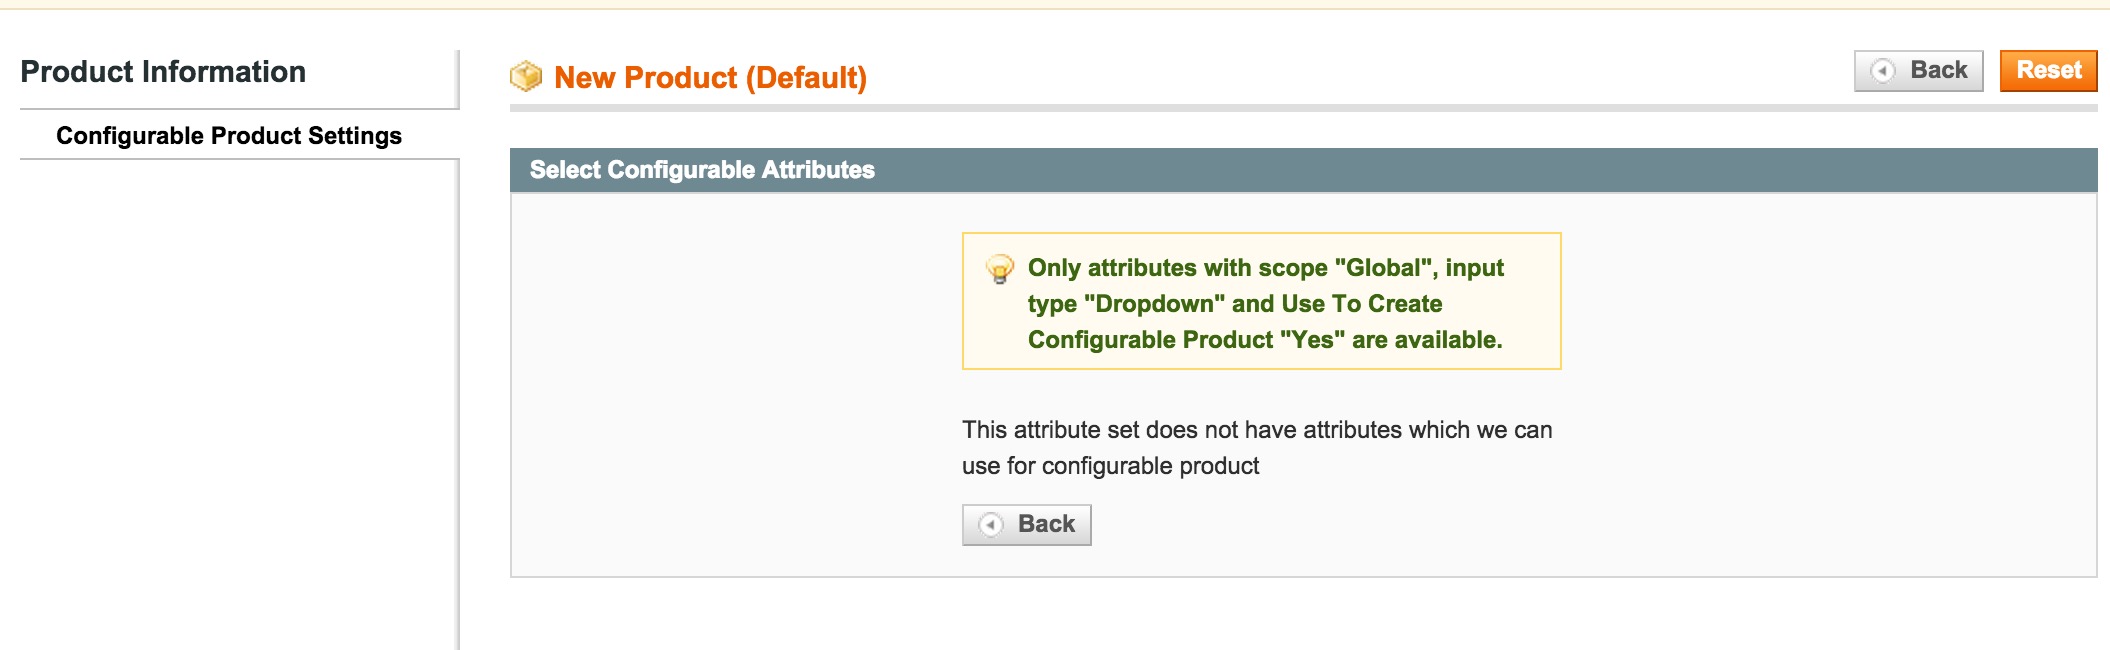 Product Information
Configurable Product Settings
New Product (Default)
Back
Reset
Select Configurable Attributes
Only attributes with scope "Global", input
type "Dropdown" and Use To Create
Configurable Product "Yes" are available.
This attribute set does not have attributes which we can
use for configurable product
Back